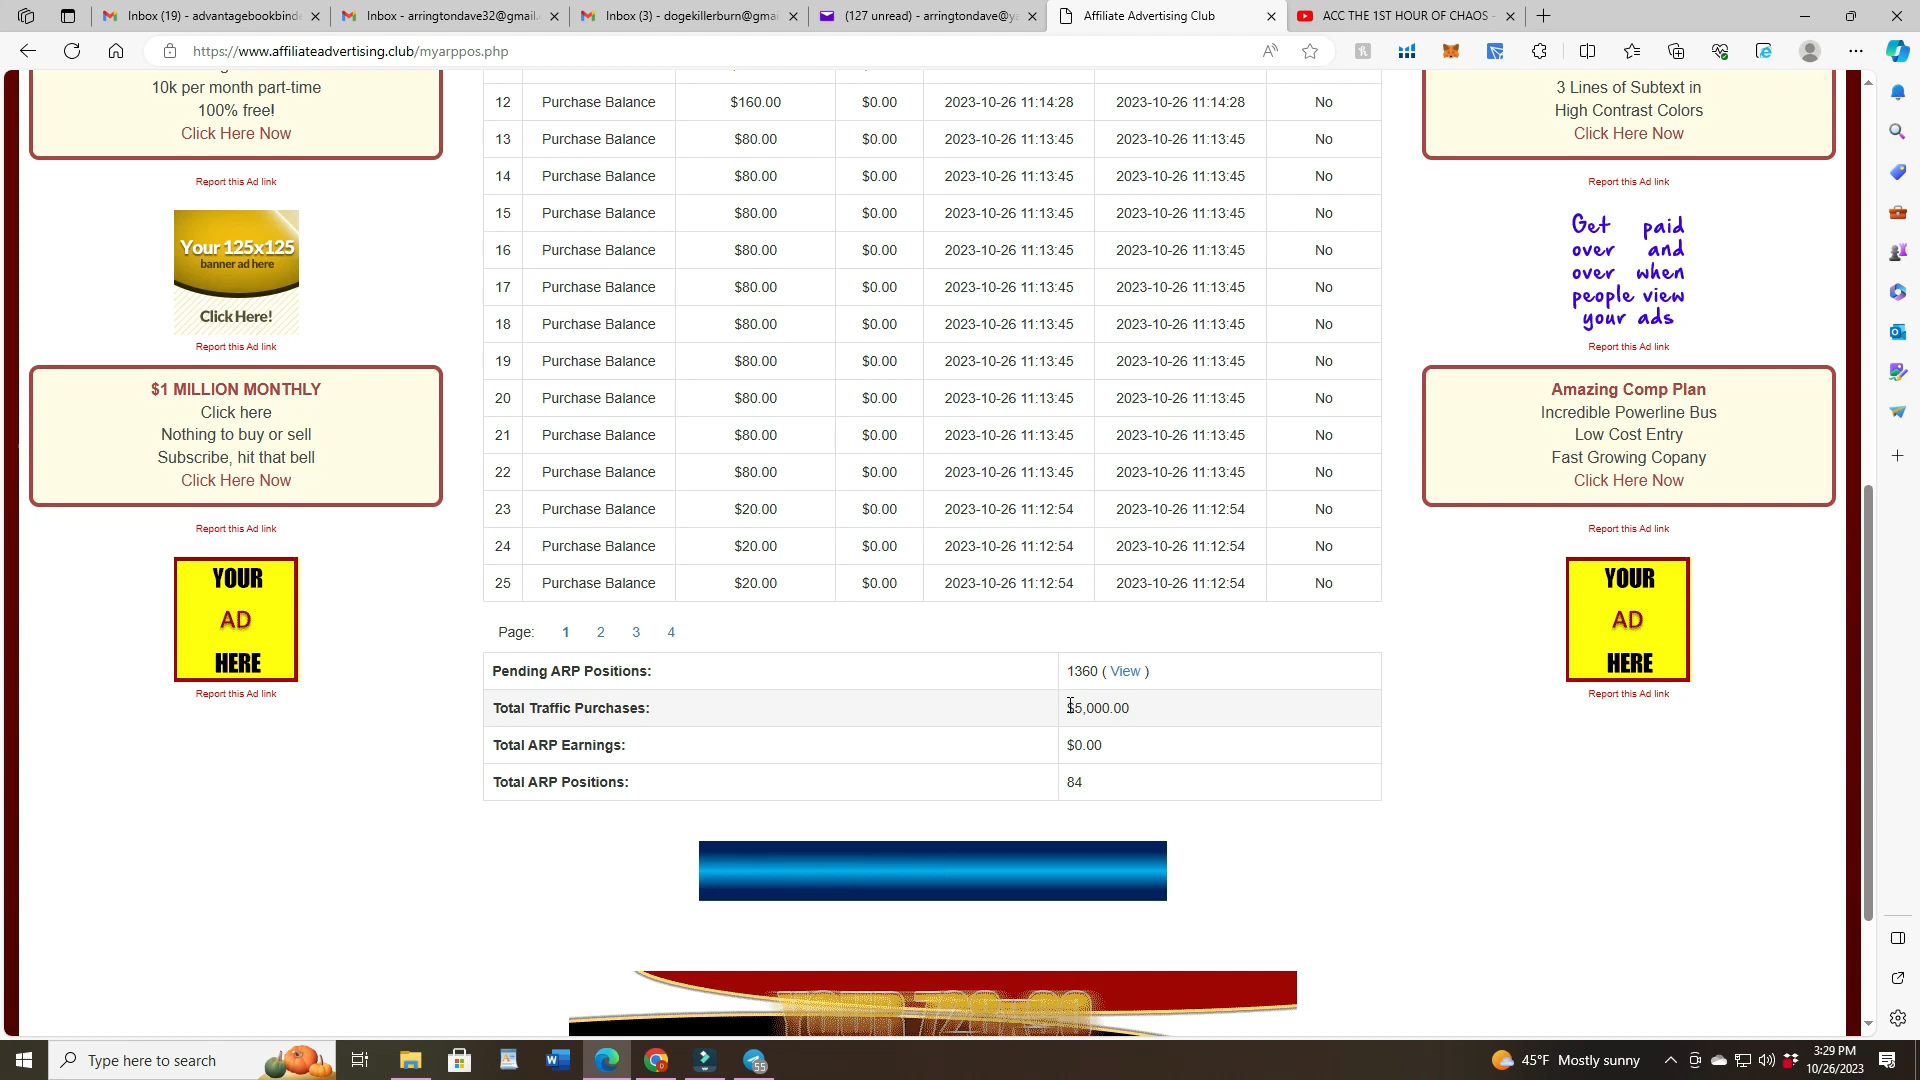 Inbox (19) - advantagebookbind
Inbox - arringtondave32@gmail.
Inbox (3) - dogekillerburn@gmai
(127 unread) - arringtondave@y
Affiliate Advertising Club
ACC THE 1ST HOUR OF CHAOS -
https://www.affiliateadvertising.club/myarppos.php
10k per month part-time
100% free!
Click Here Now
Report this Ad link
Your 125x125
banner ad here
Click Here!
Report this Ad link
$1 MILLION MONTHLY
Click here
Nothing to buy or sell
Subscribe, hit that bell
Click Here Now
Report this Ad link
YOUR
AD
HERE
Report this Ad link
12 Purchase Balance $160.00 $0.00 2023-10-26 11:14:28 2023-10-26 11:14:28 No
13 Purchase Balance $80.00 $0.00 2023-10-26 11:13:45 2023-10-26 11:13:45 No
14 Purchase Balance $80.00 $0.00 2023-10-26 11:13:45 2023-10-26 11:13:45 No
15 Purchase Balance $80.00 $0.00 2023-10-26 11:13:45 2023-10-26 11:13:45 No
16 Purchase Balance $80.00 $0.00 2023-10-26 11:13:45 2023-10-26 11:13:45 No
17 Purchase Balance $80.00 $0.00 2023-10-26 11:13:45 2023-10-26 11:13:45 No
18 Purchase Balance $80.00 $0.00 2023-10-26 11:13:45 2023-10-26 11:13:45 No
19 Purchase Balance $80.00 $0.00 2023-10-26 11:13:45 2023-10-26 11:13:45 No
20 Purchase Balance $80.00 $0.00 2023-10-26 11:13:45 2023-10-26 11:13:45 No
21 Purchase Balance $80.00 $0.00 2023-10-26 11:13:45 2023-10-26 11:13:45 No
22 Purchase Balance $80.00 $0.00 2023-10-26 11:13:45 2023-10-26 11:13:45 No
23 Purchase Balance $20.00 $0.00 2023-10-26 11:12:54 2023-10-26 11:12:54 No
24 Purchase Balance $20.00 $0.00 2023-10-26 11:12:54 2023-10-26 11:12:54 No
25 Purchase Balance $20.00 $0.00 2023-10-26 11:12:54 2023-10-26 11:12:54 No
Page: 1 2 3 4
Pending ARP Positions: 1360 ( View )
Total Traffic Purchases: $5,000.00
Total ARP Earnings: $0.00
Total ARP Positions: 84
3 Lines of Subtext in
High Contrast Colors
Click Here Now
Report this Ad link
Get paid
over and
over when
people view
your ads
Report this Ad link
Amazing Comp Plan
Incredible Powerline Bus
Low Cost Entry
Fast Growing Copany
Click Here Now
Report this Ad link
YOUR
AD
HERE
Report this Ad link
Type here to search
55
45°F Mostly sunny
3:29 PM
10/26/2023